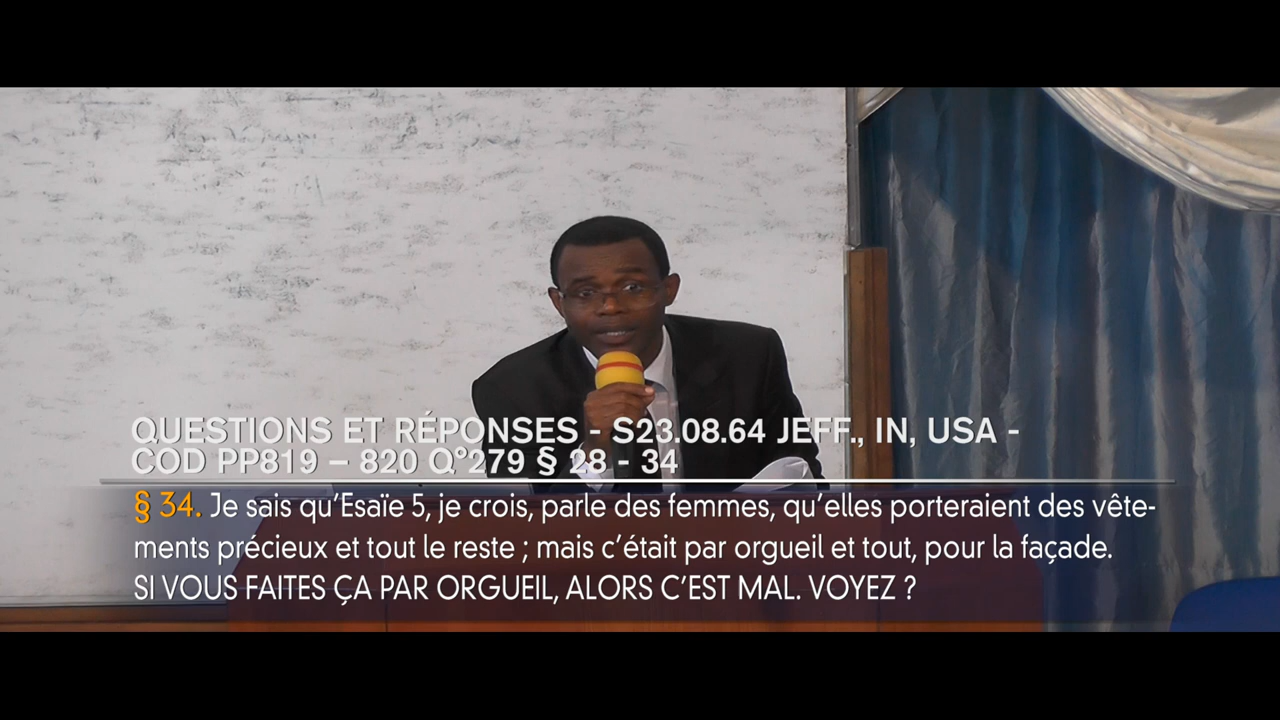 QUESTIONS ET RÉPONSES - S23.08.64 JEFF., IN, USA -
COD PP819 – 820 Q°279 § 28 - 34
§ 34. Je sais qu’Esaïe 5, je crois, parle des femmes, qu’elles porteraient des vête-
ments précieux et tout le reste ; mais c’était par orgueil et tout, pour la façade.
SI VOUS FAITES ÇA PAR ORGUEIL, ALORS C’EST MAL. VOYEZ ?